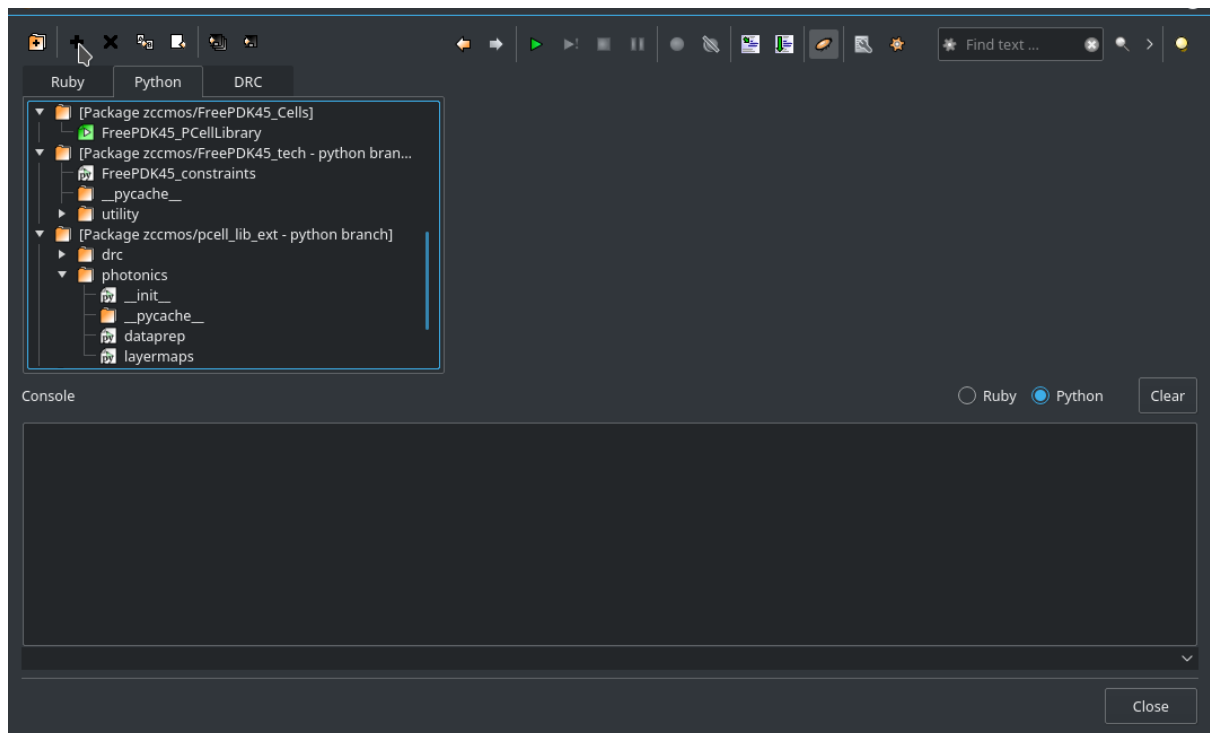 Find text ...
Ruby Python DRC
[Package zccmos/FreePDK45_Cells]
FreePDK45_PCellLibrary
[Package zccmos/FreePDK45_tech - python bran...
FreePDK45_constraints
__pycache__
utility
[Package zccmos/pcell_lib_ext - python branch]
drc
photonics
__init__
__pycache__
dataprep
layermaps
Console
Ruby Python Clear
Close